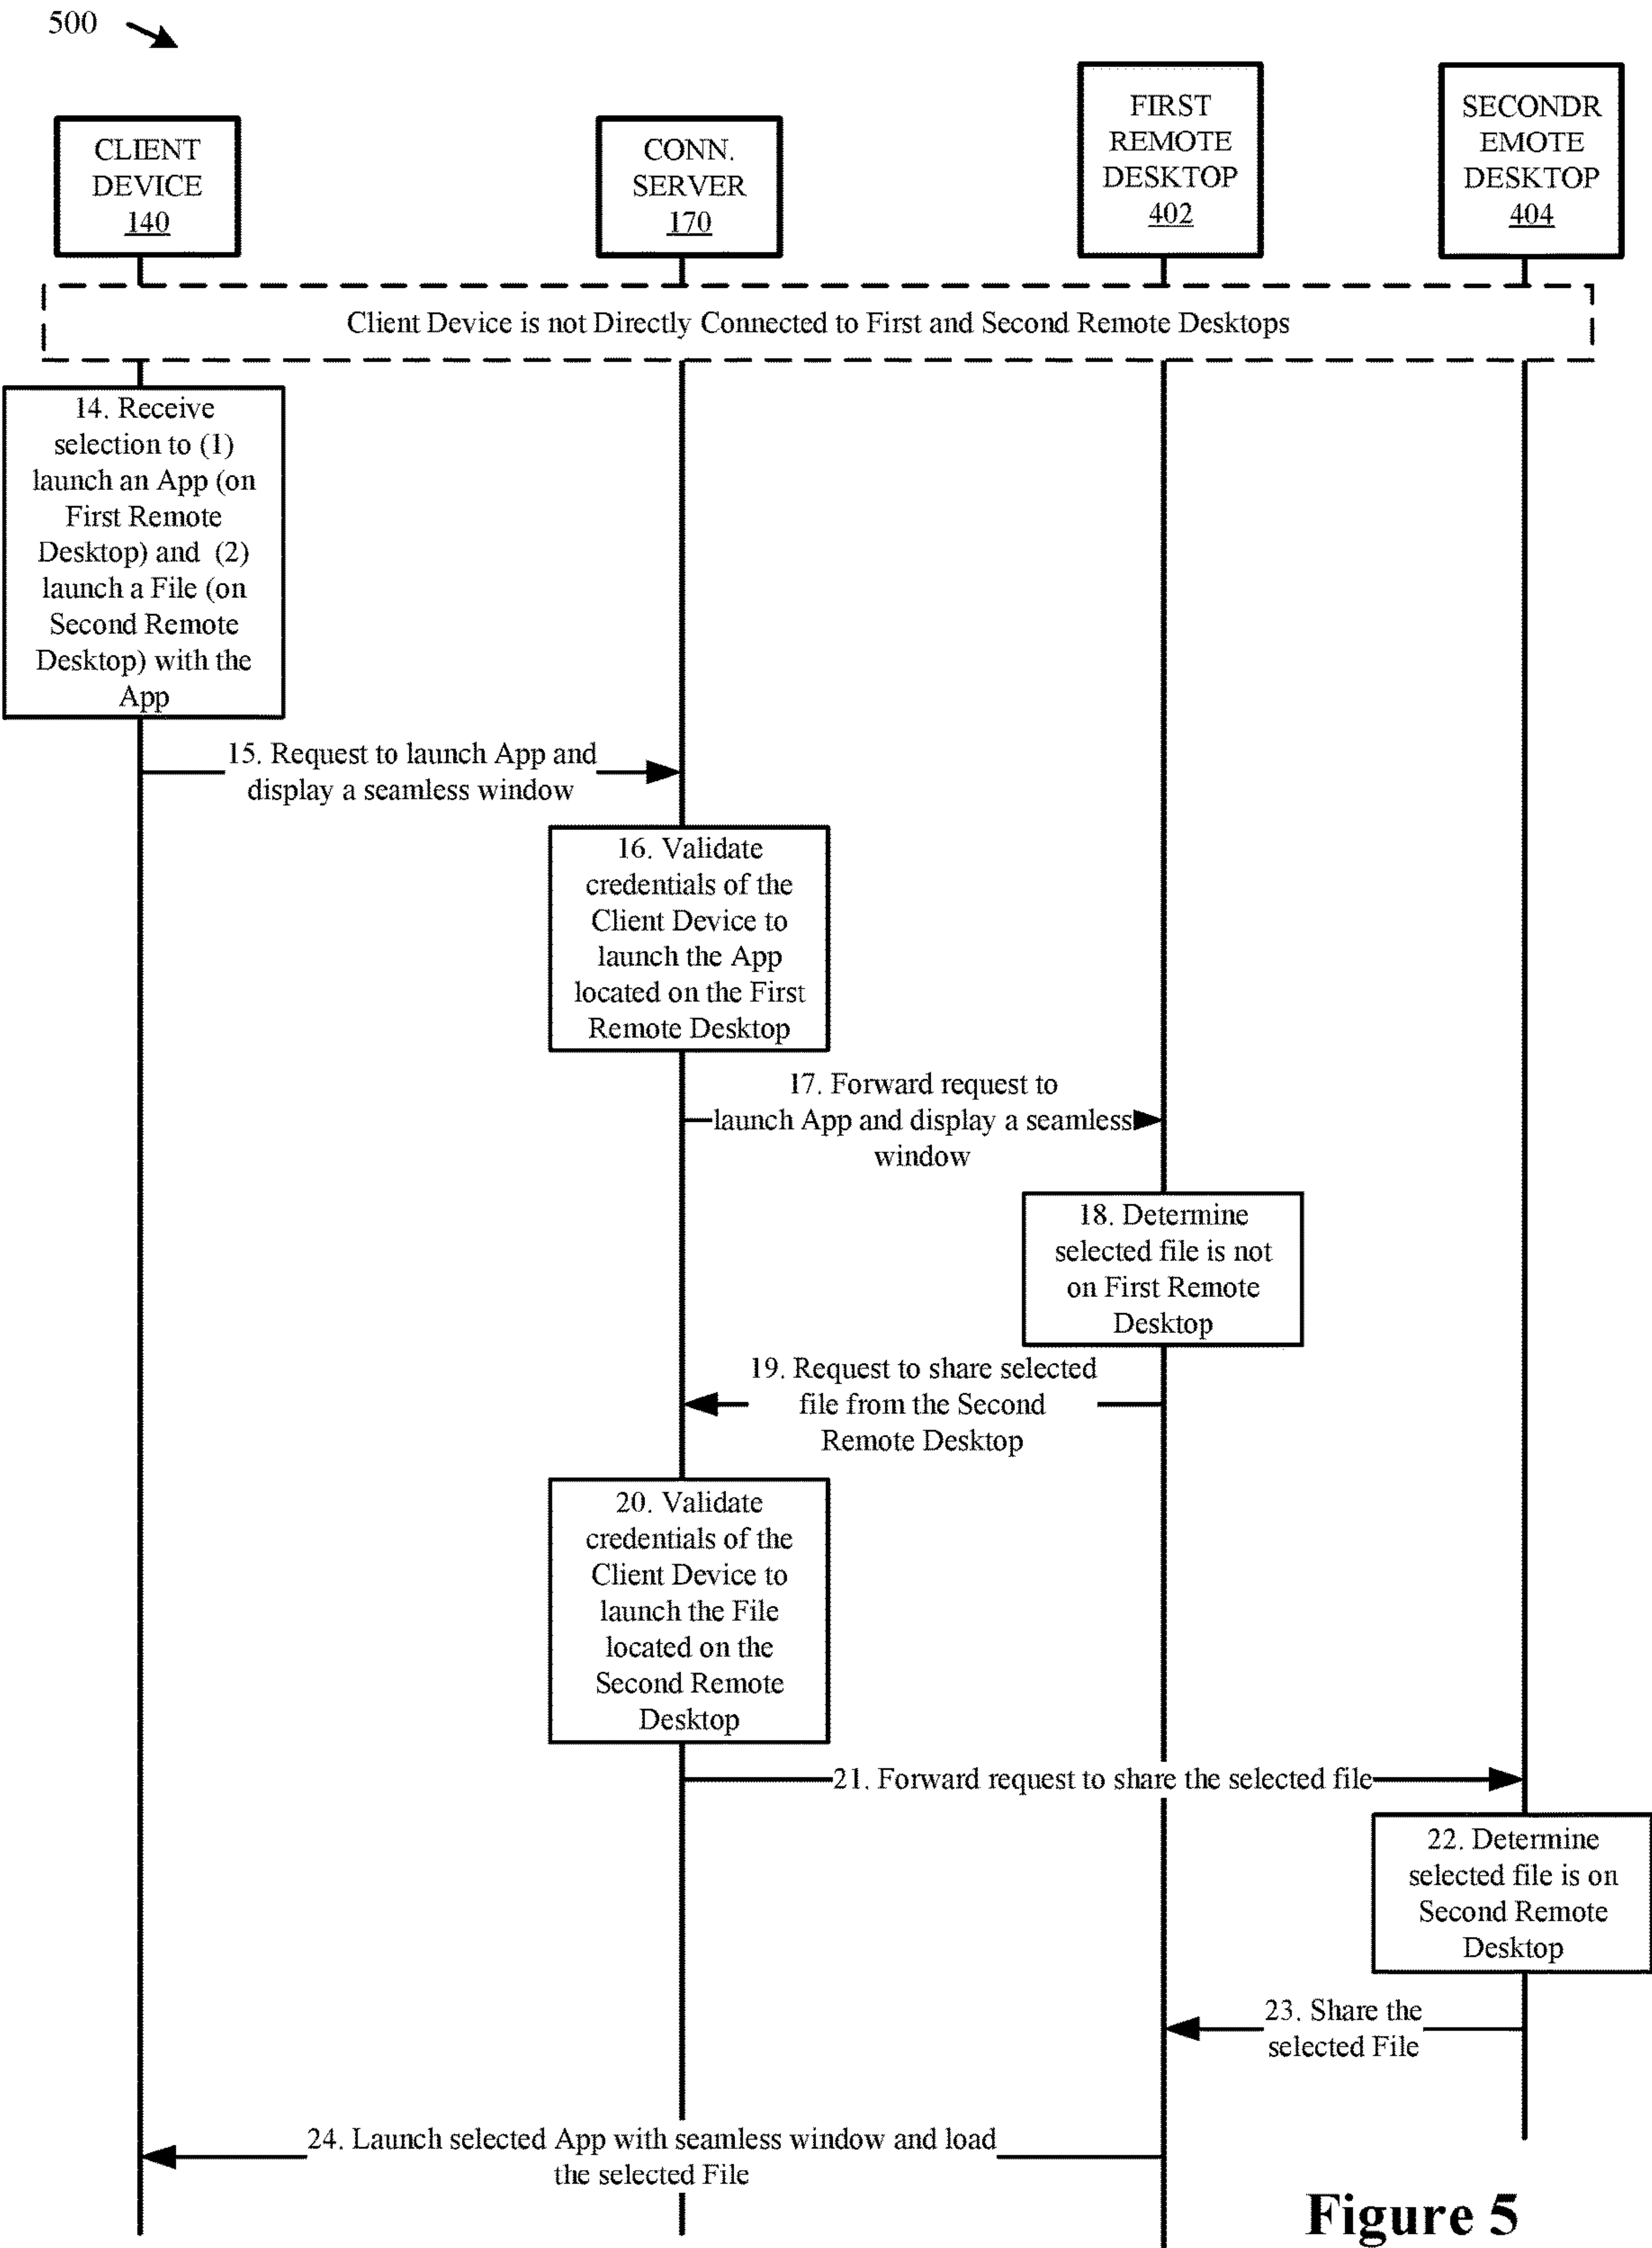 500
CLIENT
DEVICE
140
CONN.
SERVER
170
FIRST
REMOTE
DESKTOP
402
SECONDR
EMOTE
DESKTOP
404
Client Device is not Directly Connected to First and Second Remote Desktops
14. Receive
selection to (1)
launch an App (on
First Remote
Desktop) and (2)
launch a File (on
Second Remote
Desktop) with the
App
15. Request to launch App and
display a seamless window
16. Validate
credentials of the
Client Device to
launch the App
located on the First
Remote Desktop
17. Forward request to
launch App and display a seamless
window
18. Determine
selected file is not
on First Remote
Desktop
19. Request to share selected
file from the Second
Remote Desktop
20. Validate
credentials of the
Client Device to
launch the File
located on the
Second Remote
Desktop
21. Forward request to share the selected file
22. Determine
selected file is on
Second Remote
Desktop
23. Share the
selected File
24. Launch selected App with seamless window and load
the selected File
Figure 5